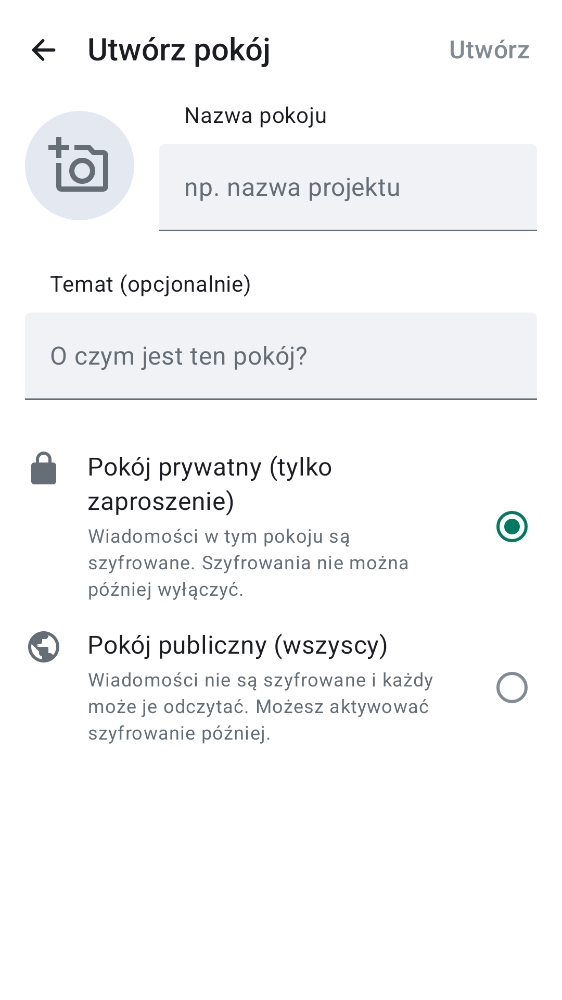 Utwórz pokój
Utwórz
Nazwa pokoju
np. nazwa projektu
Temat (opcjonalnie)
O czym jest ten pokój?
Pokój prywatny (tylko
zaproszenie)
Wiadomości w tym pokoju są
szyfrowane. Szyfrowania nie można
później wyłączyć.
Pokój publiczny (wszyscy)
Wiadomości nie są szyfrowane i każdy
może je odczytać. Możesz aktywować
szyfrowanie później.